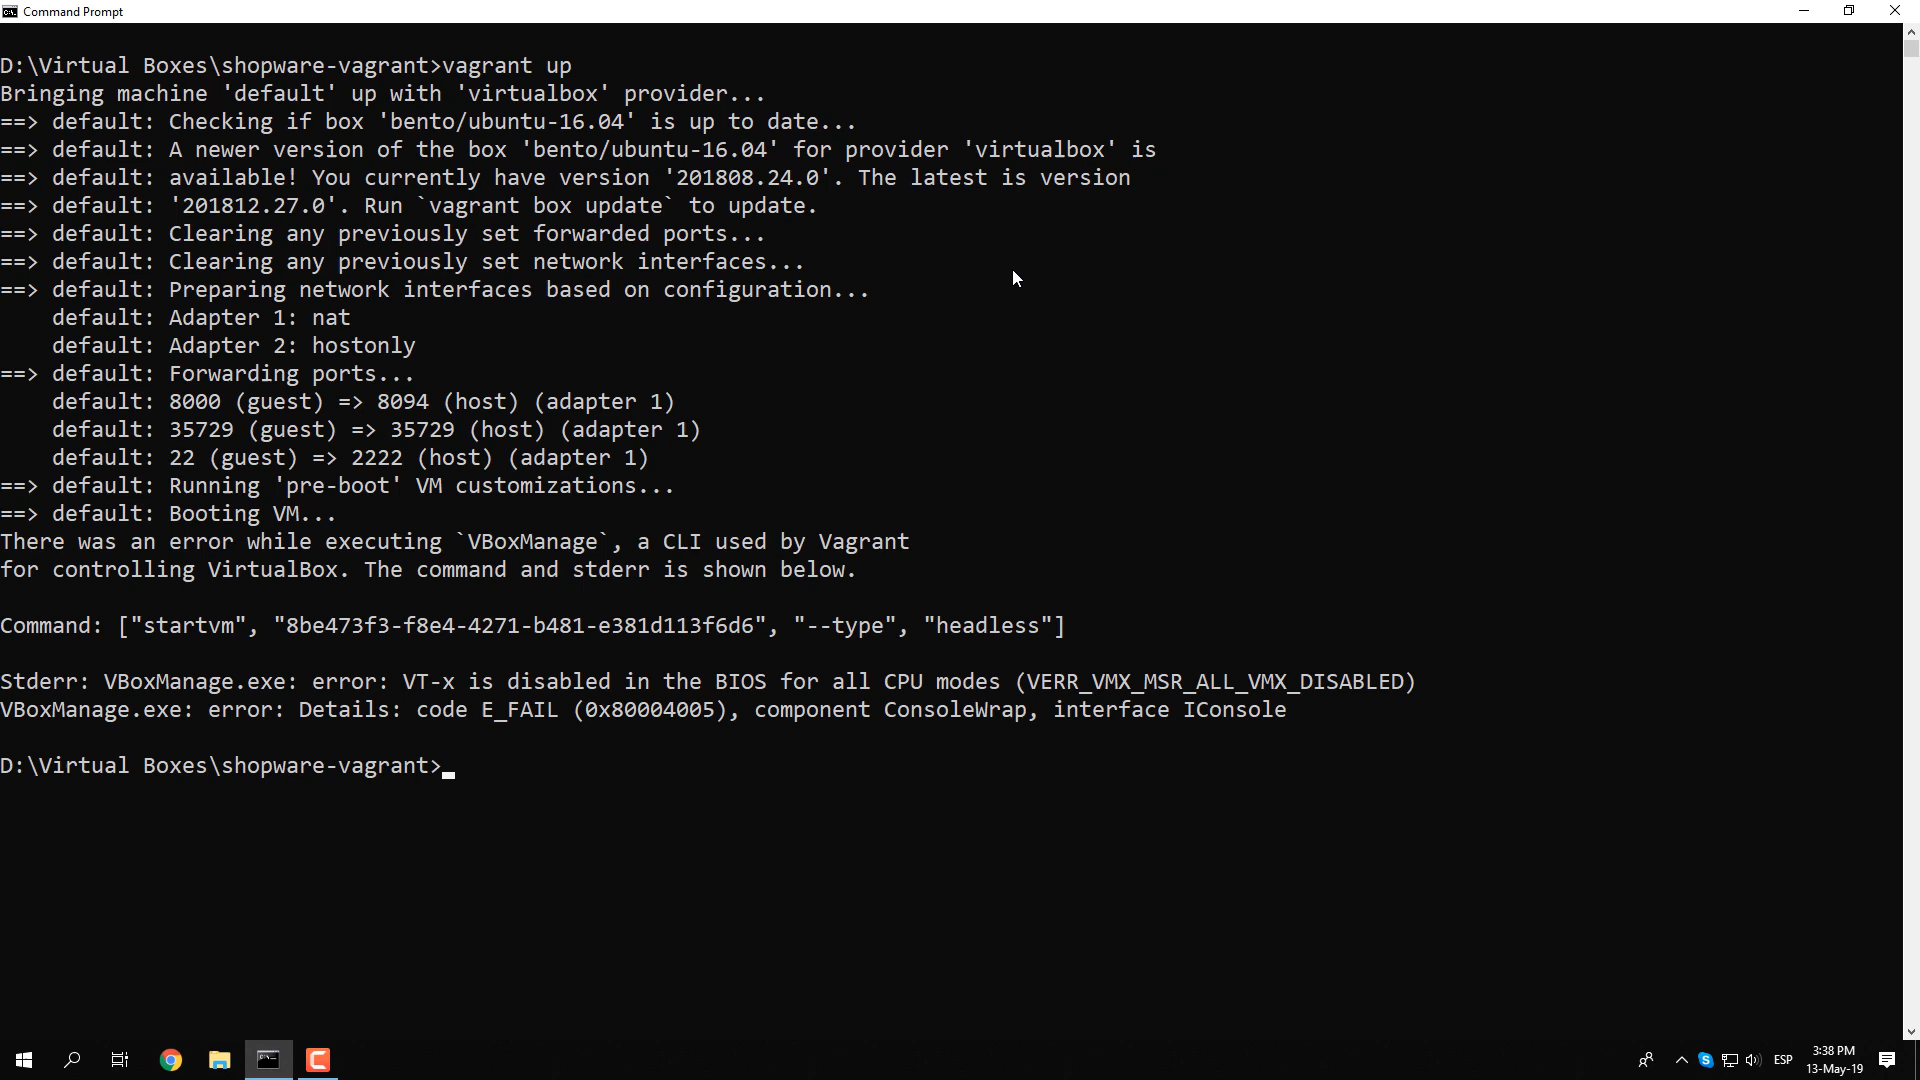 Command Prompt
D:\Virtual Boxes\shopware-vagrant>vagrant up
Bringing machine 'default' up with 'virtualbox' provider...
==> default: Checking if box 'bento/ubuntu-16.04' is up to date...
==> default: A newer version of the box 'bento/ubuntu-16.04' for provider 'virtualbox' is
==> default: available! You currently have version '201808.24.0'. The latest is version
==> default: '201812.27.0'. Run `vagrant box update` to update.
==> default: Clearing any previously set forwarded ports...
==> default: Clearing any previously set network interfaces...
==> default: Preparing network interfaces based on configuration...
    default: Adapter 1: nat
    default: Adapter 2: hostonly
==> default: Forwarding ports...
    default: 8000 (guest) => 8094 (host) (adapter 1)
    default: 35729 (guest) => 35729 (host) (adapter 1)
    default: 22 (guest) => 2222 (host) (adapter 1)
==> default: Running 'pre-boot' VM customizations...
==> default: Booting VM...
There was an error while executing `VBoxManage`, a CLI used by Vagrant
for controlling VirtualBox. The command and stderr is shown below.
Command: ["startvm", "8be473f3-f8e4-4271-b481-e381d113f6d6", "--type", "headless"]
Stderr: VBoxManage.exe: error: VT-x is disabled in the BIOS for all CPU modes (VERR_VMX_MSR_ALL_VMX_DISABLED)
VBoxManage.exe: error: Details: code E_FAIL (0x80004005), component ConsoleWrap, interface IConsole
D:\Virtual Boxes\shopware-vagrant>
ESP
3:38 PM
13-May-19